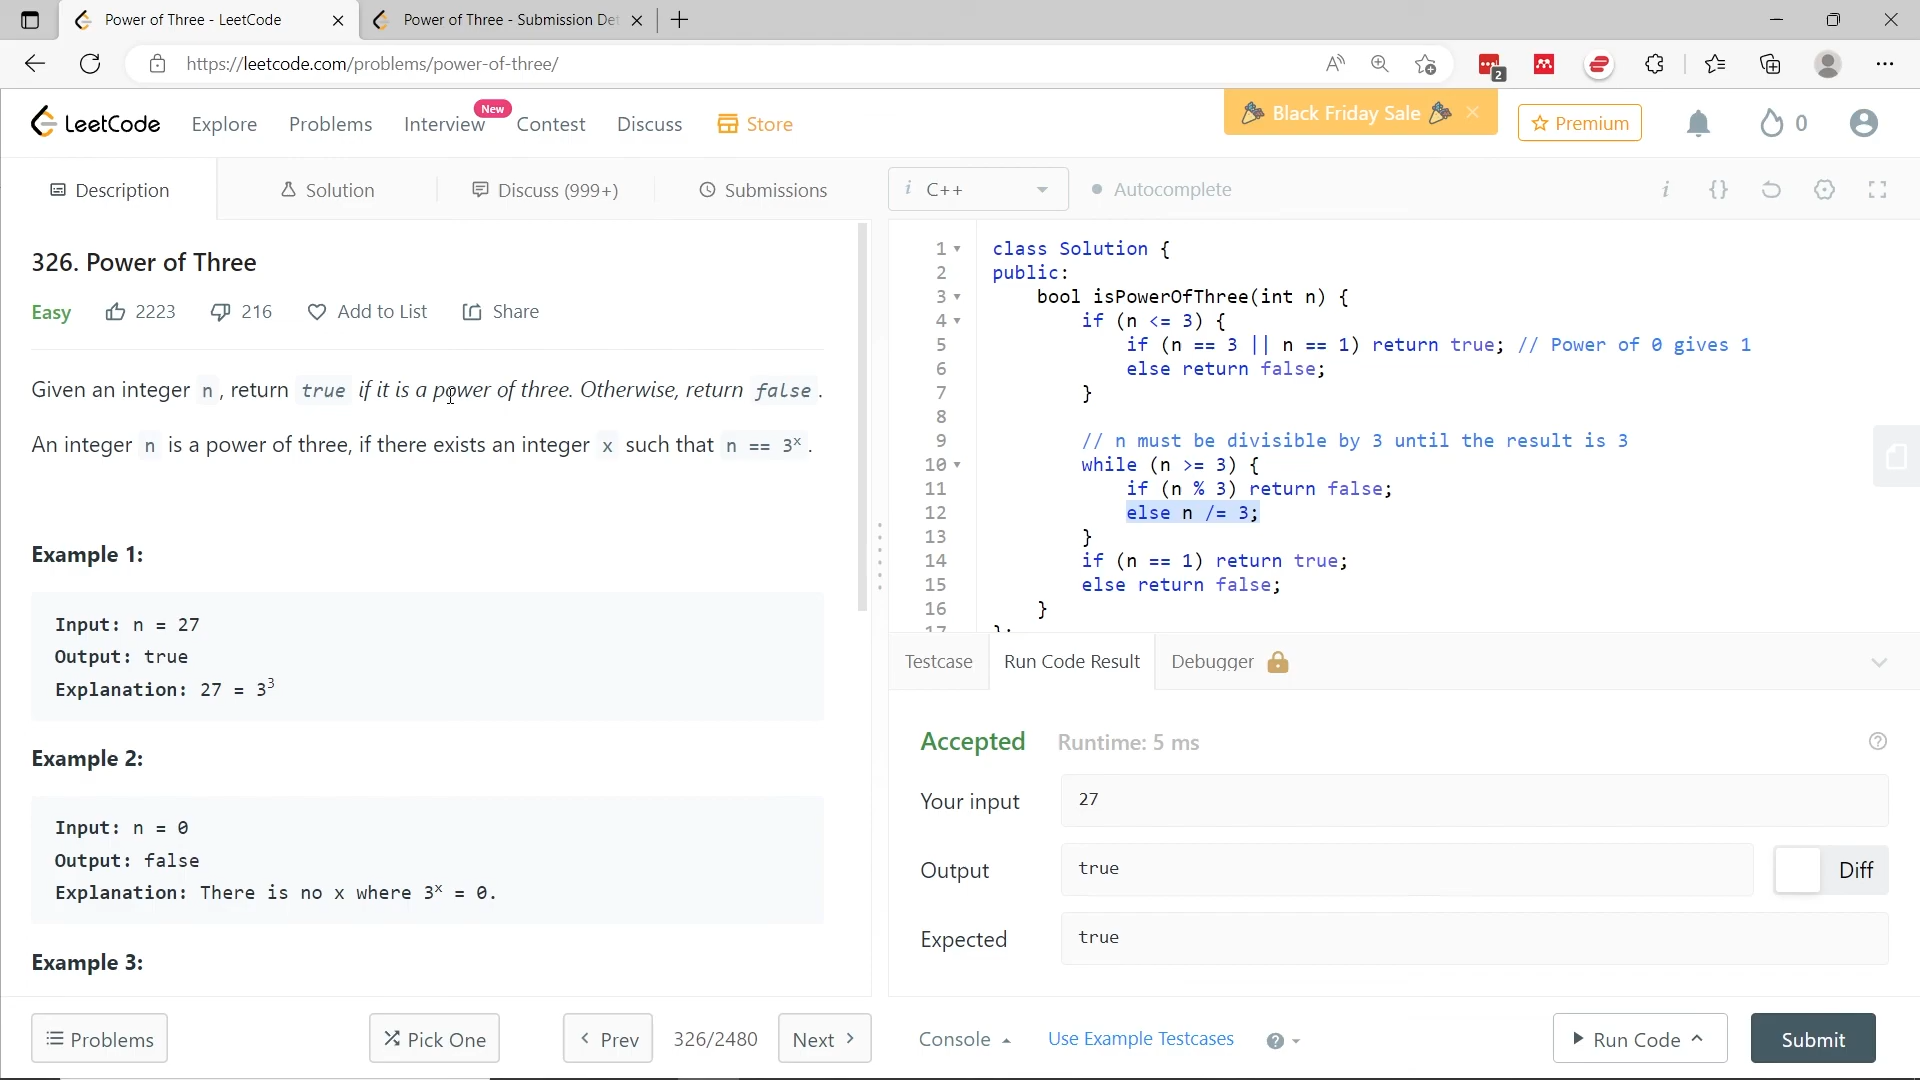 Power of Three - LeetCode
Power of Three - Submission Det
https://leetcode.com/problems/power-of-three/
2
LeetCode
Explore
Problems
Interview
New
Contest
Discuss
Store
Black Friday Sale
Premium
0
Description
Solution
Discuss (999+)
Submissions
i C++
Autocomplete
i {}
326. Power of Three
Easy 2223 216 Add to List Share
Given an integer n, return true if it is a power of three. Otherwise, return false.
An integer n is a power of three, if there exists an integer x such that n == 3ˣ.
Example 1:
Input: n = 27
Output: true
Explanation: 27 = 3³
Example 2:
Input: n = 0
Output: false
Explanation: There is no x where 3ˣ = 0.
Example 3:
Problems
Pick One
Prev
326/2480
Next
1 class Solution {
2 public:
3     bool isPowerOfThree(int n) {
4         if (n <= 3) {
5             if (n == 3 || n == 1) return true; // Power of 0 gives 1
6             else return false;
7         }
8
9         // n must be divisible by 3 until the result is 3
10         while (n >= 3) {
11             if (n % 3) return false;
12             else n /= 3;
13         }
14         if (n == 1) return true;
15         else return false;
16     }
17 };
Testcase
Run Code Result
Debugger
Accepted Runtime: 5 ms
Your input 27
Output true
Diff
Expected true
Console
Use Example Testcases
Run Code
Submit